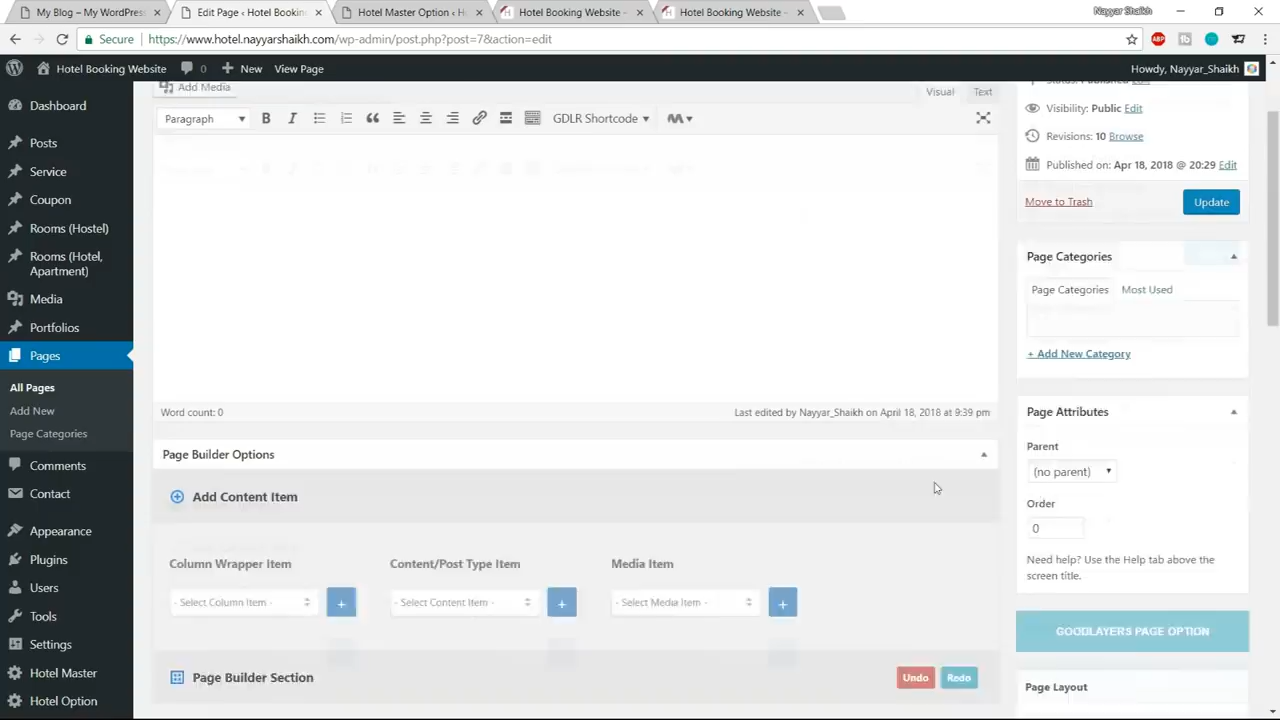 My Blog – My WordPress
Edit Page ‹ Hotel Booking
Hotel Master Option ‹ H
Hotel Booking Website -
Hotel Booking Website -
Nayyar Shaikh
Secure
https://www.hotel.nayyarshaikh.com/wp-admin/post.php?post=7&action=edit
ABP
Hotel Booking Website
0
New
View Page
Howdy, Nayyar_Shaikh
Dashboard
Posts
Service
Coupon
Rooms (Hostel)
Rooms (Hotel,
Apartment)
Media
Portfolios
Pages
All Pages
Add New
Page Categories
Comments
Contact
Appearance
Plugins
Users
Tools
Settings
Hotel Master
Hotel Option
Add Media
Visual
Text
Paragraph
B
I
GDLR Shortcode
Word count: 0
Last edited by Nayyar_Shaikh on April 18, 2018 at 9:39 pm
Page Builder Options
Add Content Item
Column Wrapper Item
Content/Post Type Item
Media Item
- Select Column Item -
+
- Select Content Item -
+
- Select Media Item -
+
Page Builder Section
Undo
Redo
Status: Published Edit
Visibility: Public Edit
Revisions: 10 Browse
Published on: Apr 18, 2018 @ 20:29 Edit
Move to Trash
Update
Page Categories
Page Categories
Most Used
+ Add New Category
Page Attributes
Parent
(no parent)
Order
0
Need help? Use the Help tab above the
screen title.
GOODLAYERS PAGE OPTION
Page Layout